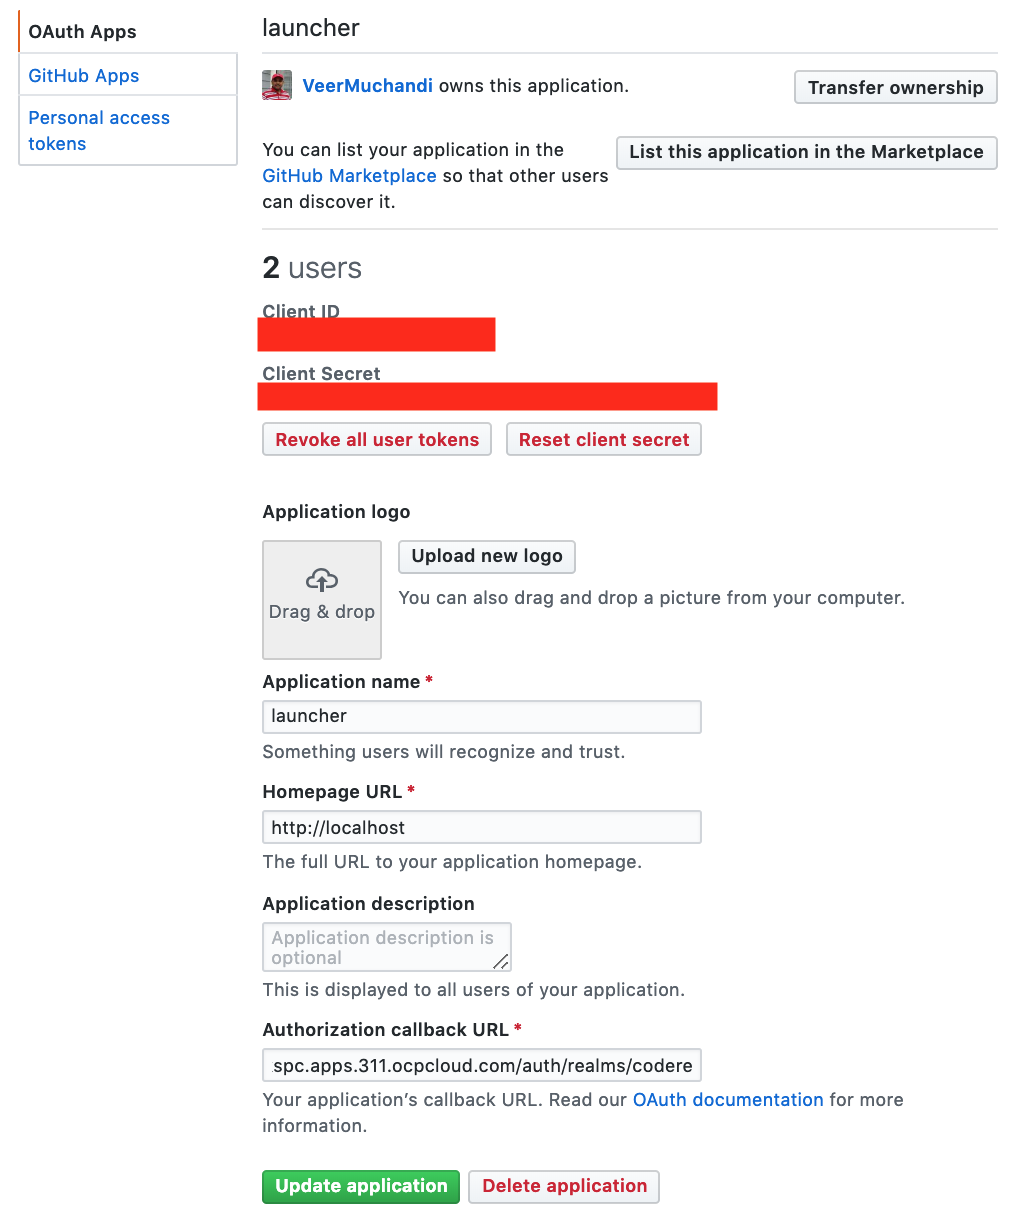 OAuth Apps
GitHub Apps
Personal access
tokens
launcher
VeerMuchandi owns this application.
Transfer ownership
You can list your application in the
GitHub Marketplace so that other users
can discover it.
List this application in the Marketplace
2 users
Client ID
Client Secret
Revoke all user tokens
Reset client secret
Application logo
Drag & drop
Upload new logo
You can also drag and drop a picture from your computer.
Application name *
launcher
Something users will recognize and trust.
Homepage URL *
http://localhost
The full URL to your application homepage.
Application description
Application description is
optional
This is displayed to all users of your application.
Authorization callback URL *
spc.apps.311.ocpcloud.com/auth/realms/codere
Your application’s callback URL. Read our OAuth documentation for more
information.
Update application
Delete application